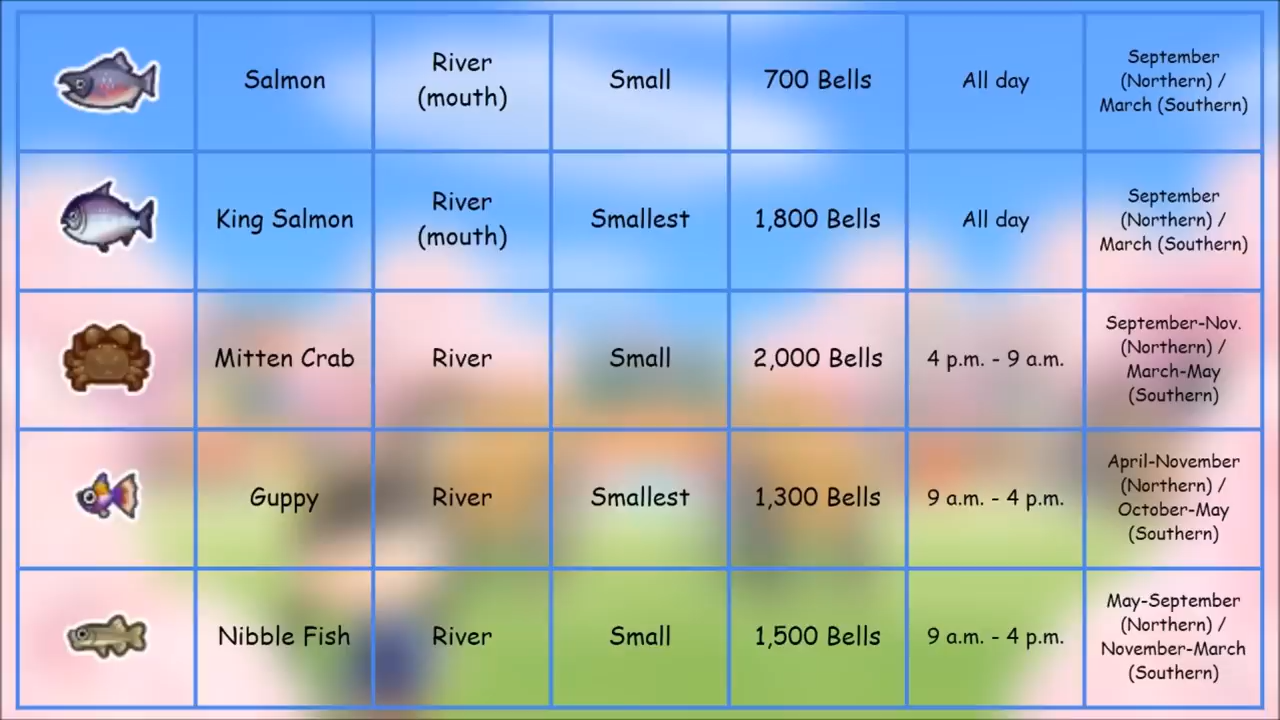 Salmon
River
(mouth)
Small
700 Bells
All day
September
(Northern) /
March (Southern)
King Salmon
River
(mouth)
Smallest
1,800 Bells
All day
September
(Northern) /
March (Southern)
Mitten Crab
River
Small
2,000 Bells
4 p.m. - 9 a.m.
September-Nov.
(Northern) /
March-May
(Southern)
Guppy
River
Smallest
1,300 Bells
9 a.m. - 4 p.m.
April-November
(Northern) /
October-May
(Southern)
Nibble Fish
River
Small
1,500 Bells
9 a.m. - 4 p.m.
May-September
(Northern) /
November-March
(Southern)